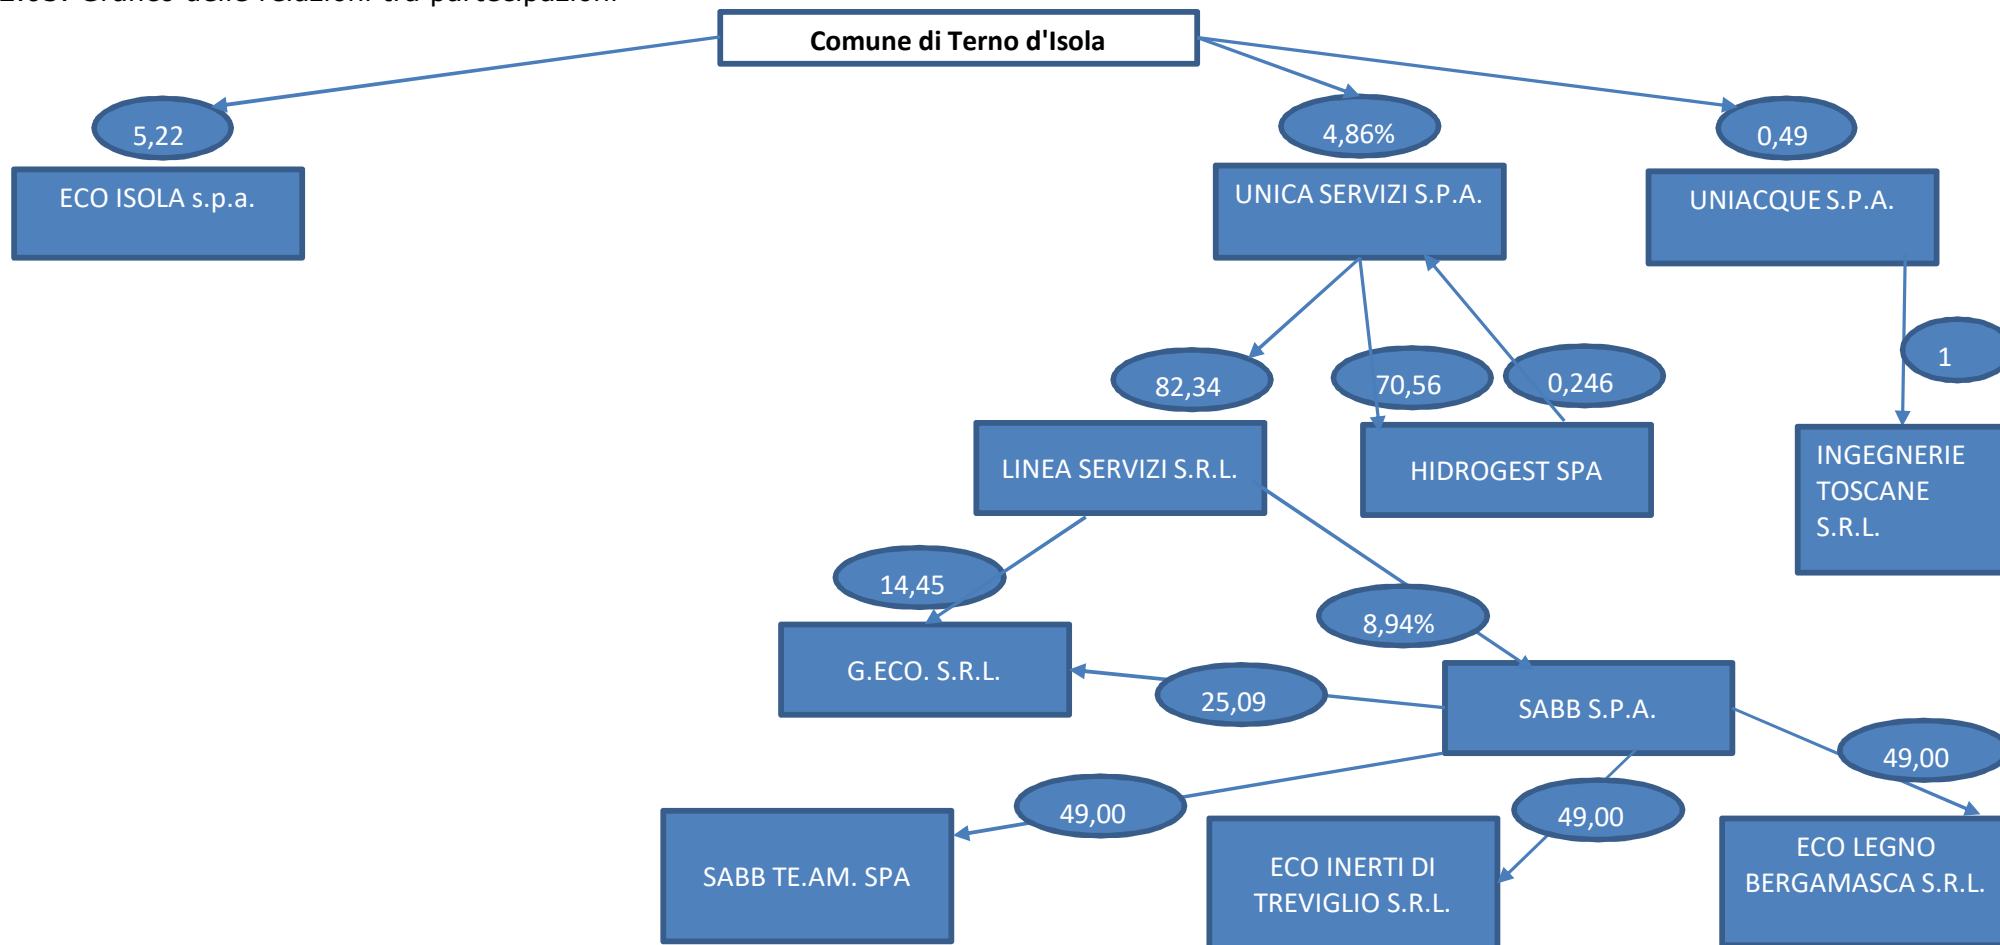 Comune di Terno d'Isola
5,22
4,86%
0,49
ECO ISOLA s.p.a.
UNICA SERVIZI S.P.A.
UNIACQUE S.P.A.
82,34
70,56
0,246
1
LINEA SERVIZI S.R.L.
HIDROGEST SPA
INGEGNERIE
TOSCANE
S.R.L.
14,45
8,94%
G.ECO. S.R.L.
25,09
SABB S.P.A.
49,00
49,00
49,00
SABB TE.AM. SPA
ECO INERTI DI
TREVIGLIO S.R.L.
ECO LEGNO
BERGAMASCA S.R.L.